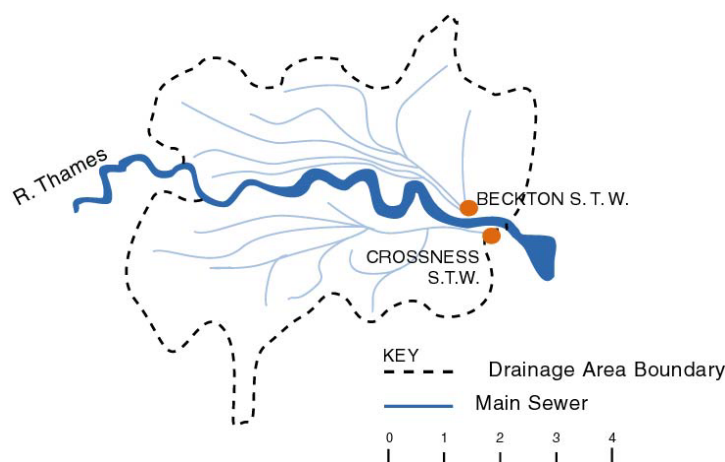 R. Thames
BECKTON S. T. W.
CROSSNESS
S.T.W.
KEY
Drainage Area Boundary
Main Sewer
0 1 2 3 4